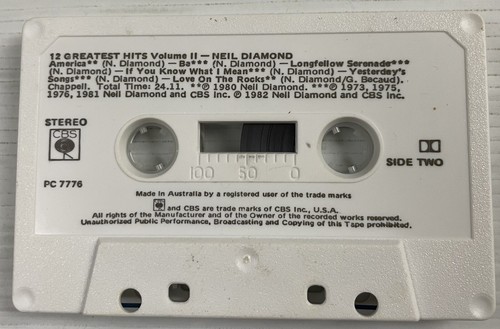 12 GREATEST HITS Volume II — NEIL DIAMOND
America** (N. Diamond) — Be*** (N. Diamond) — Longfellow Serenade***
(N. Diamond) — If You Know What I Mean*** (N. Diamond) — Yesterday's
Songs*** (N. Diamond) — Love On The Rocks** (N. Diamond/G. Becaud).
Chappell. Total Time: 24.11. **℗ 1980 Neil Diamond. ***℗ 1973, 1975,
1976, 1981 Neil Diamond and CBS Inc. ℗ 1982 Neil Diamond and CBS Inc.
STEREO
CBS
100 50 0
SIDE TWO
PC 7776
Made in Australia by a registered user of the trade marks
and CBS are trade marks of CBS Inc., U.S.A.
All rights of the Manufacturer and of the Owner of the recorded works reserved.
Unauthorized Public Performance, Broadcasting and Copying of this Tape prohibited.